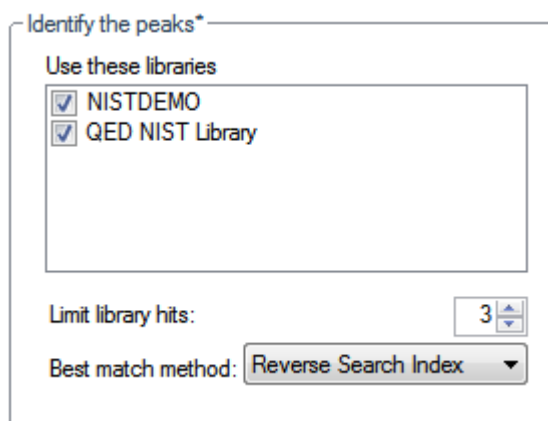 Identify the peaks*
Use these libraries
NISTDEMO
QED NIST Library
Limit library hits: 3
Best match method: Reverse Search Index